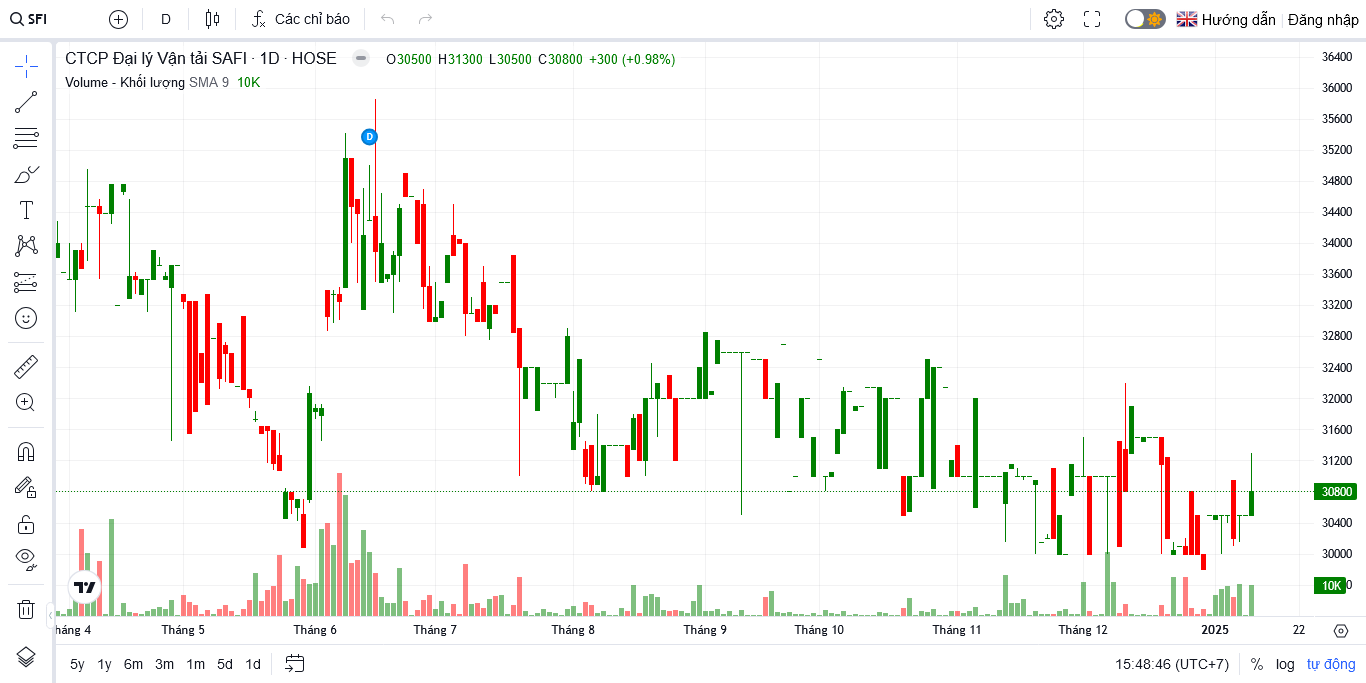 SFI D Các chỉ báo Hướng dẫn Đăng nhập
CTCP Đại lý Vận tải SAFI · 1D · HOSE O30500 H31300 L30500 C30800 +300 (+0.98%)
Volume - Khối lượng SMA 9 10K
D
36400
36000
35600
35200
34800
34400
34000
33600
33200
32800
32400
32000
31600
31200
30800
30400
30000
10K
háng 4 Tháng 5 Tháng 6 Tháng 7 Tháng 8 Tháng 9 Tháng 10 Tháng 11 Tháng 12 2025 22
5y 1y 6m 3m 1m 5d 1d 15:48:46 (UTC+7) % log tự động